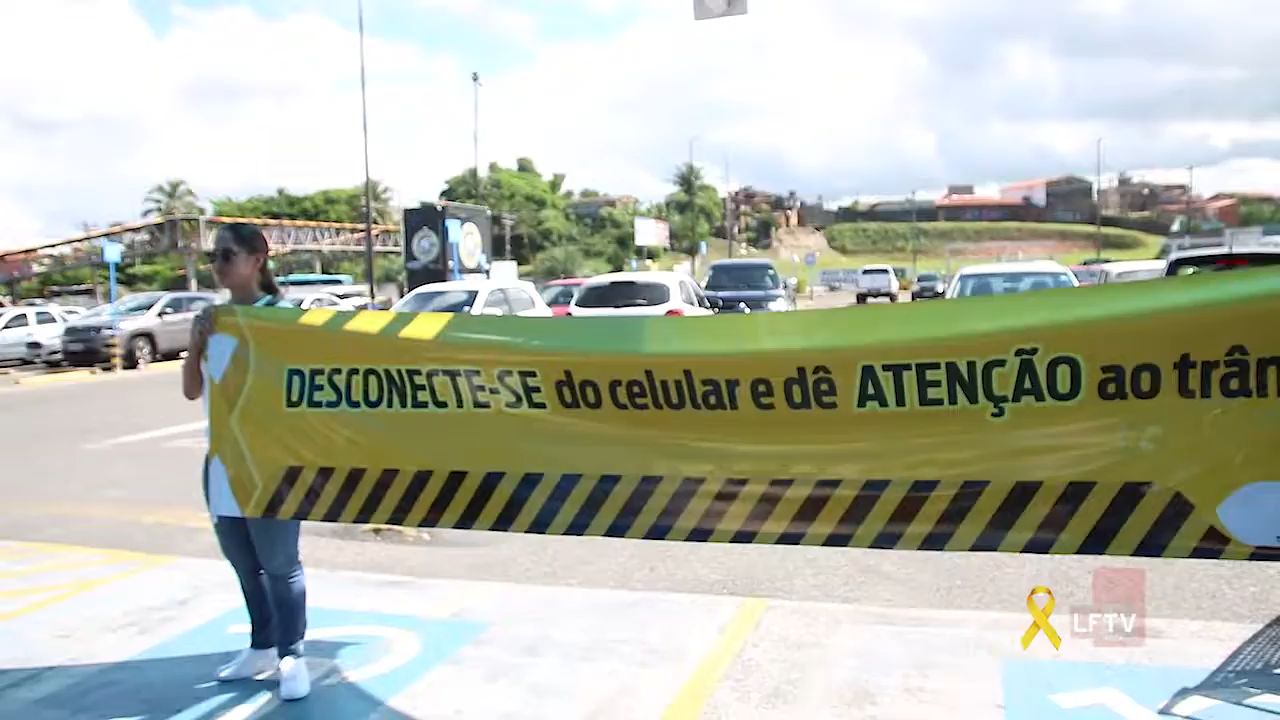 DESCONECTE-SE do celular e dê ATENÇÃO ao trân
LFTV